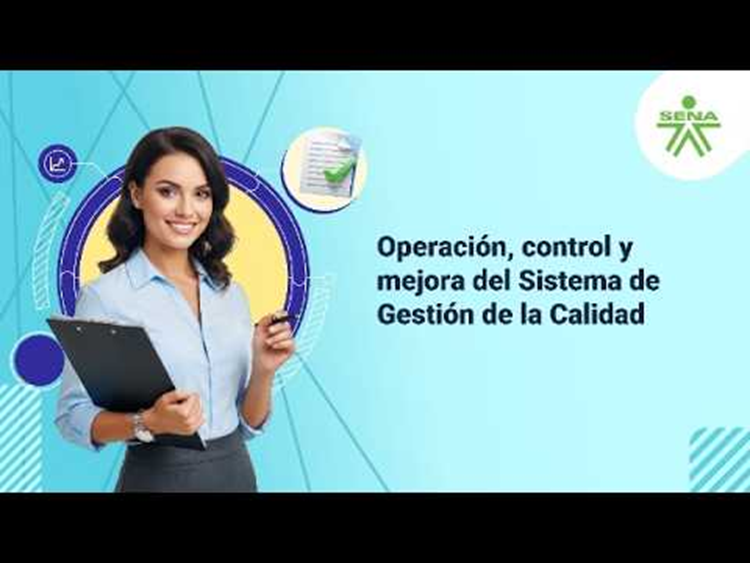 SENA
Operación, control y
mejora del Sistema de
Gestión de la Calidad